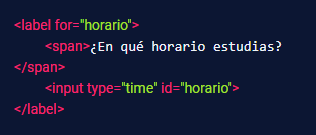 <label for="horario">
<span>¿En qué horario estudias?
</span>
<input type="time" id="horario">
</label>